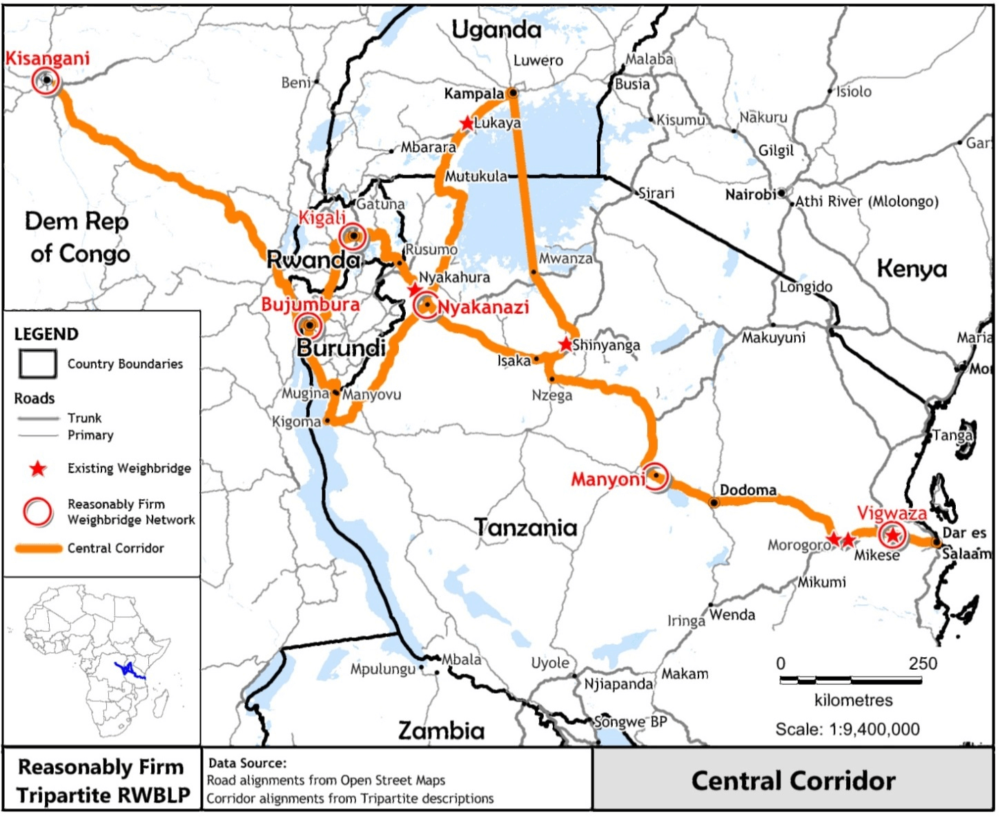 Uganda
Luwero
Malaba
Kisangani
Beni
Kampala
Busia
Isiolo
Lukaya
Kisumu
Nakuru
Mbarara
Gilgil
Gar
Mutukula
Sirari
Nairobi
Athi River (Mlolongo)
Gatuna
Kigali
Dem Rep
of Congo
Rwanda
Rusumo
Mwanza
Kenya
Nyakahura
Longido
Bujumbura
Nyakanazi
Burundi
Shinyanga
Makuyuni
Maria
Isaka
Mor
Mugina
Manyovu
Nzega
Kigoma
Tanga
Manyoni
Dodoma
Vigwaza
Tanzania
Dar es
Salaam
Morogoro
Mikese
Mikumi
Iringa
Wenda
Mbala
Mpulungu
Uyole
Makam
Njiapanda
Songwe BP
Zambia
LEGEND
Country Boundaries
Roads
Trunk
Primary
Existing Weighbridge
Reasonably Firm
Weighbridge Network
Central Corridor
0 250
kilometres
Scale: 1:9,400,000
Reasonably Firm
Tripartite RWBLP
Data Source:
Road alignments from Open Street Maps
Corridor alignments from Tripartite descriptions
Central Corridor